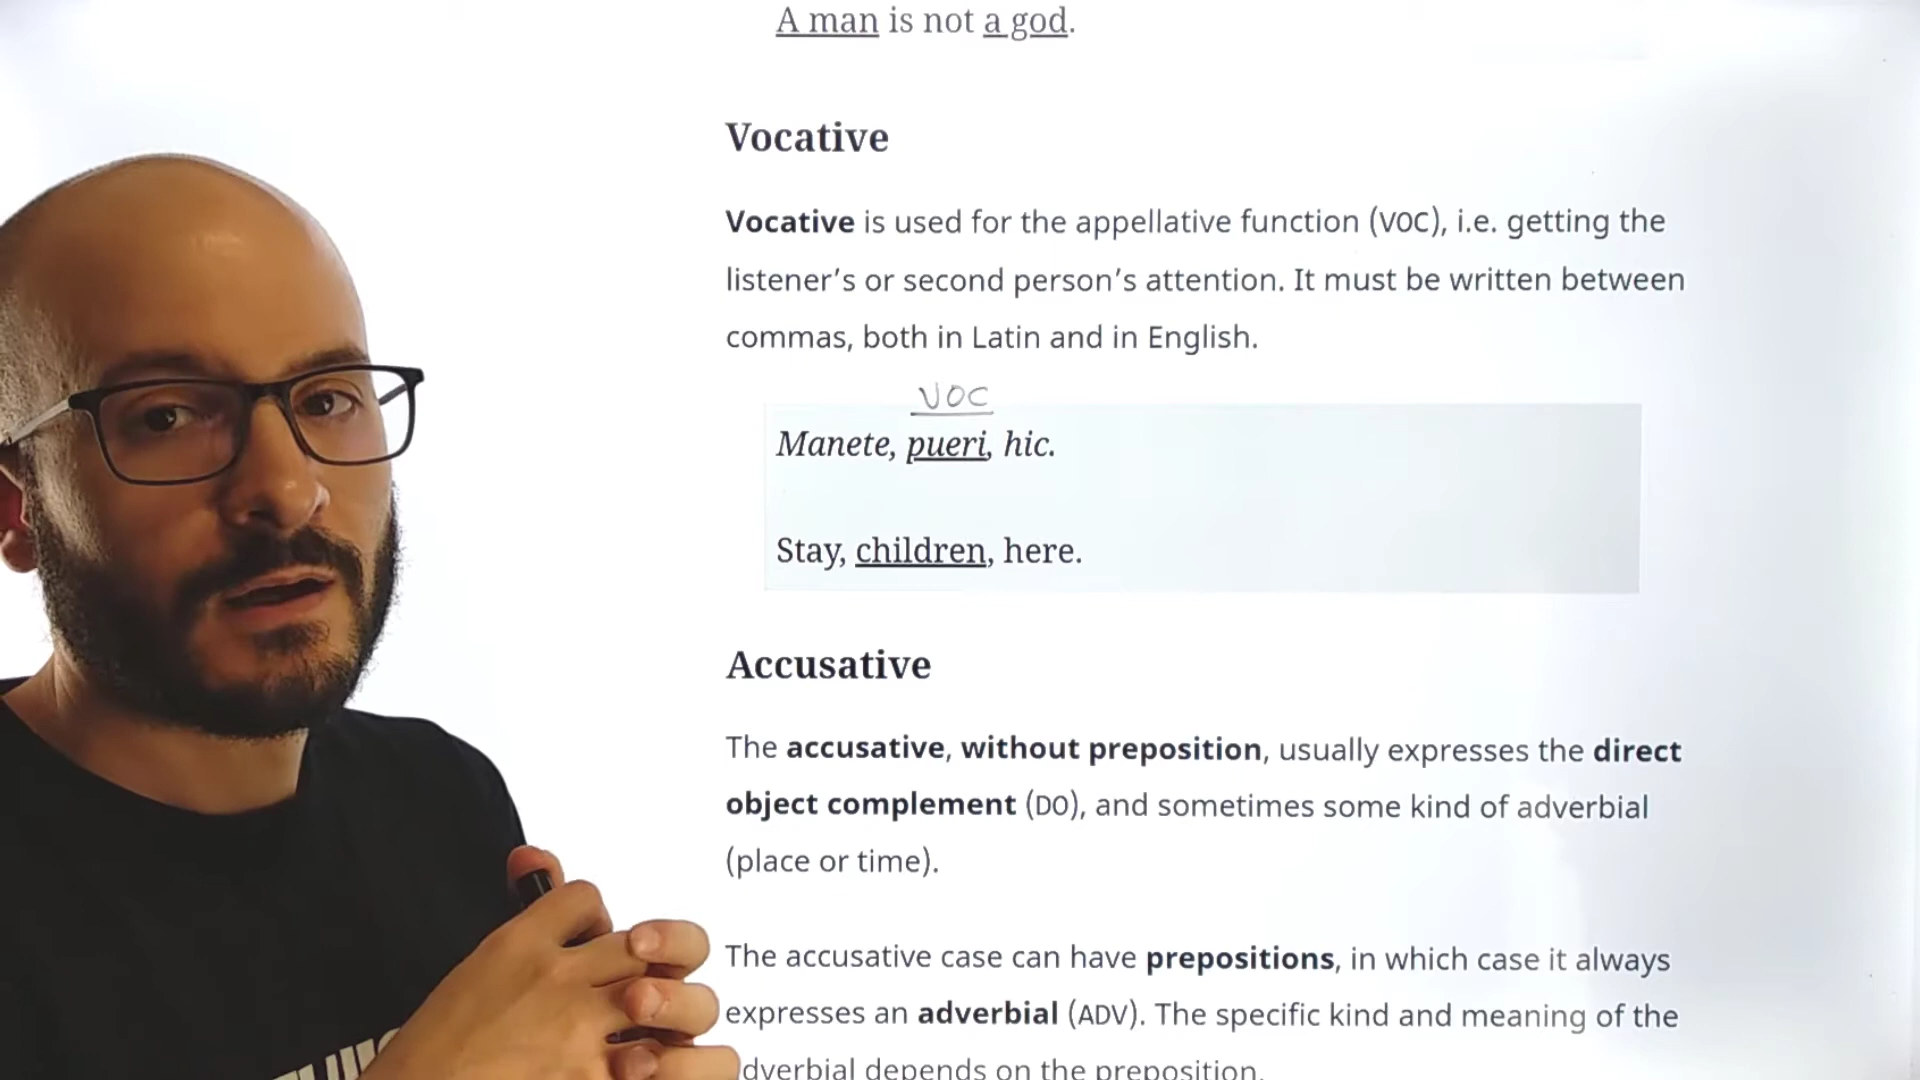 A man is not a god.
Vocative
Vocative is used for the appellative function (VOC), i.e. getting the
listener’s or second person’s attention. It must be written between
commas, both in Latin and in English.
VOC
Manete, pueri, hic.
Stay, children, here.
Accusative
The accusative, without preposition, usually expresses the direct
object complement (DO), and sometimes some kind of adverbial
(place or time).
The accusative case can have prepositions, in which case it always
expresses an adverbial (ADV). The specific kind and meaning of the
dverbial depends on the preposition.